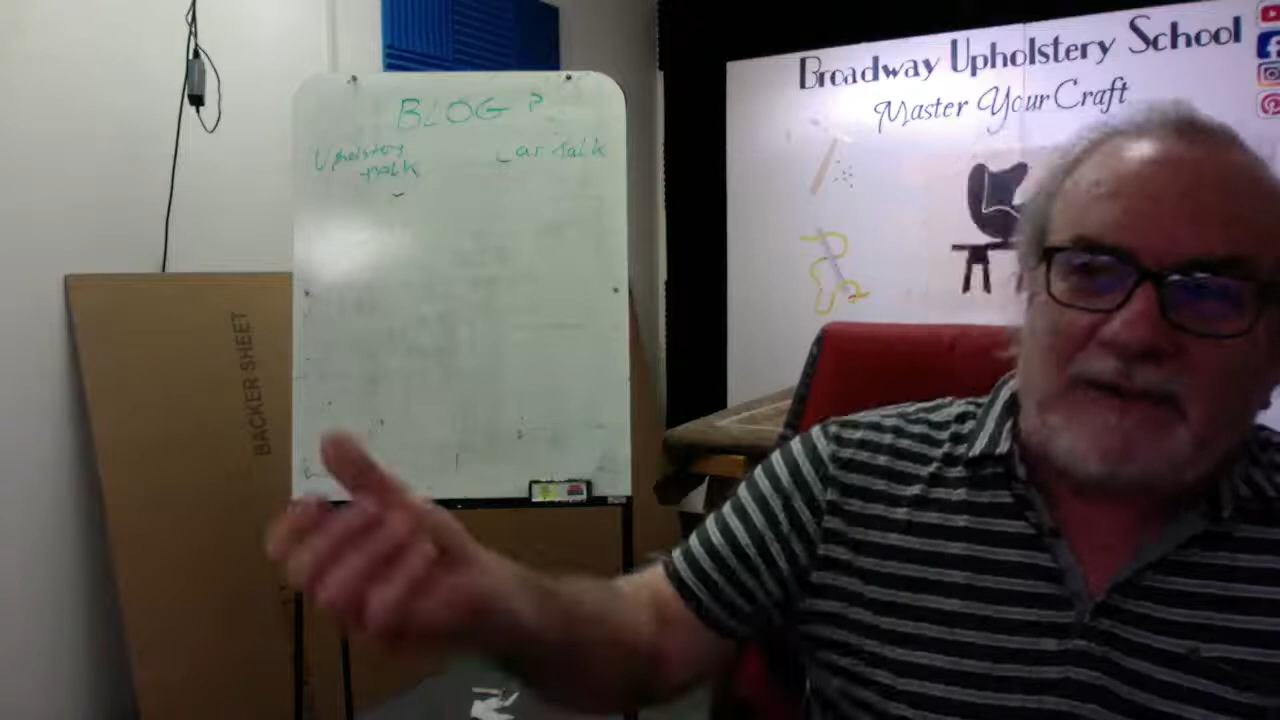 BLOG ?
Upholstery
Talk
Car Talk
BACKER SHEET
Broadway Upholstery School
Master Your Craft